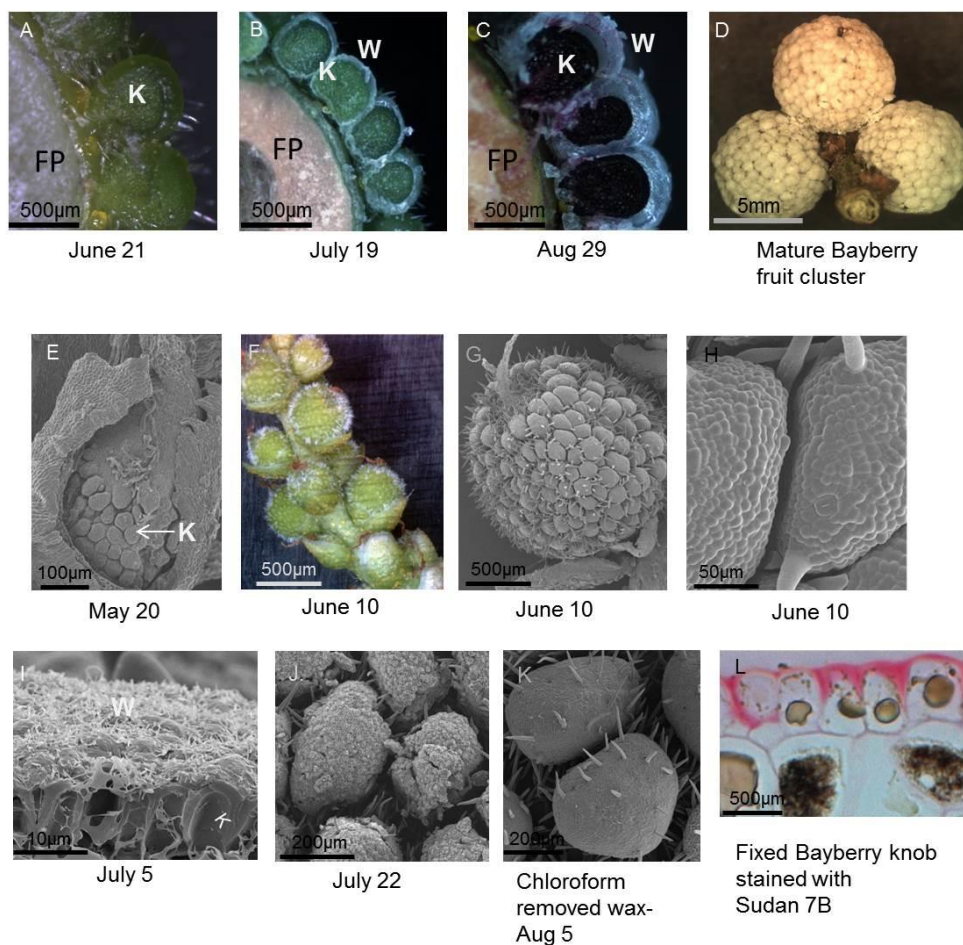 A
K
FP
500µm
June 21
B
W
K
FP
500µm
July 19
C
W
K
FP
500µm
Aug 29
D
5mm
Mature Bayberry
fruit cluster
E
K
100µm
May 20
F
500µm
June 10
G
500µm
June 10
H
50µm
June 10
I
W
K
10µm
July 5
J
200µm
July 22
K
200µm
Chloroform
removed wax-
Aug 5
L
500µm
Fixed Bayberry knob
stained with
Sudan 7B